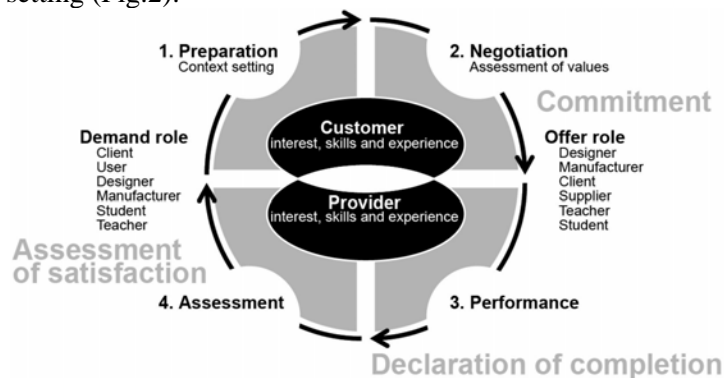 setting (Fig.2).
1. Preparation
Context setting
2. Negotiation
Assessment of values
Commitment
Customer
interest, skills and experience
Demand role
Client
User
Designer
Manufacturer
Student
Teacher
Offer role
Designer
Manufacturer
Client
Supplier
Teacher
Student
Provider
interest, skills and experience
Assessment
of satisfaction
4. Assessment
3. Performance
Declaration of completion